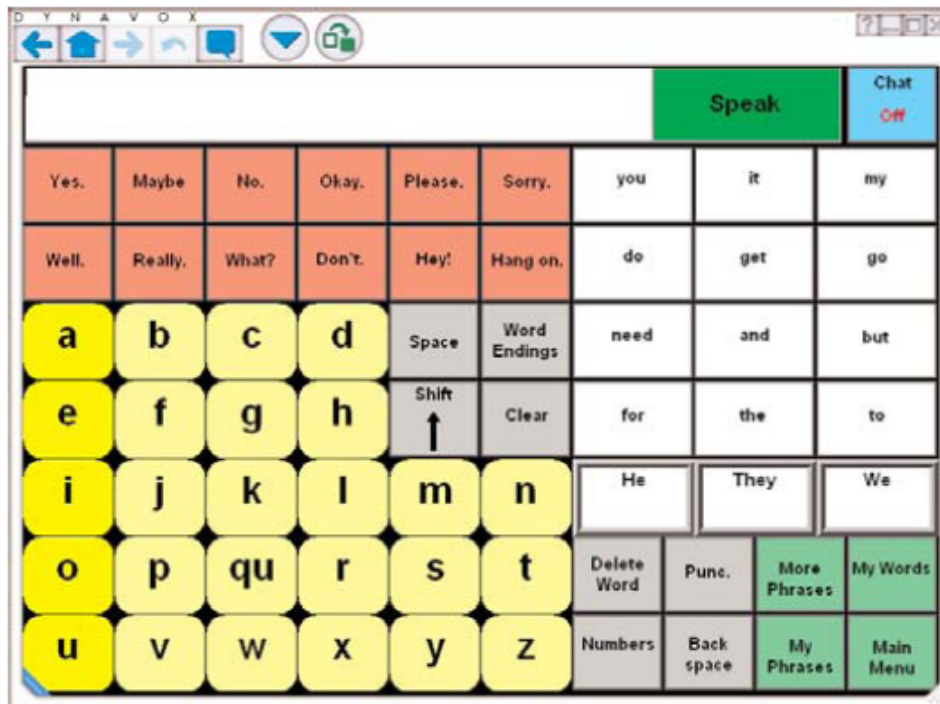 DYNAVOX
Speak
Chat
Off
Yes. Maybe No. Okay. Please. Sorry. you it my
Well. Really. What? Don't. Hey! Hang on. do get go
a b c d Space Word Endings need and but
e f g h Shift Clear for the to
i j k l m n He They We
o p qu r s t Delete Word Punc. More Phrases My Words
u v w x y z Numbers Back space My Phrases Main Menu